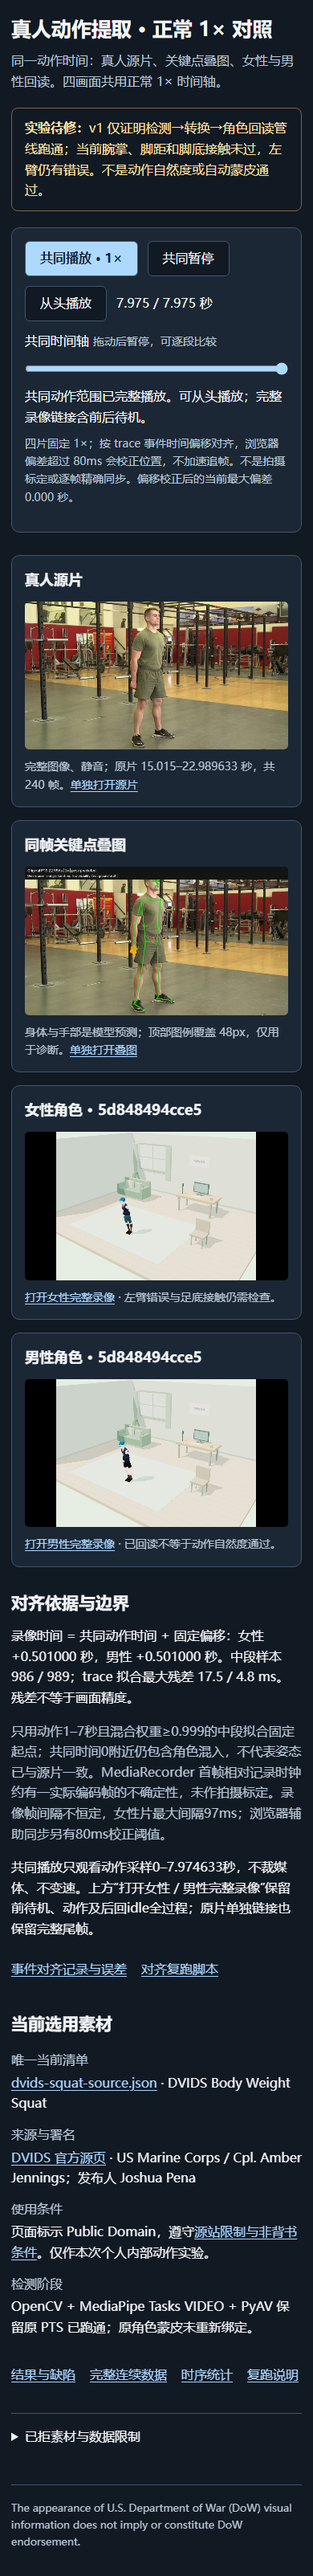 真人动作提取 • 正常 1× 对照
同一动作时间：真人源片、关键点叠图、女性与男
性回读。四画面共用正常 1× 时间轴。
实验待修：v1 仅证明检测→转换→角色回读管
线跑通；当前腕掌、脚距和脚底接触未过，左
臂仍有错误。不是动作自然度或自动蒙皮通
过。
共同播放 • 1×
共同暂停
从头播放
7.975 / 7.975 秒
共同时间轴 拖动后暂停，可逐段比较
共同动作范围已完整播放。可从头播放；完整
录像链接含前后待机。
四片固定 1×；按 trace 事件时间偏移对齐，浏览器
偏差超过 80ms 会校正位置，不加速追帧。不是拍摄
标定或逐帧精确同步。偏移校正后的当前最大偏差
0.000 秒。
真人源片
完整图像、静音；原片 15.015–22.989633 秒，共
240 帧。单独打开源片
同帧关键点叠图
身体与手部是模型预测；顶部图例覆盖 48px，仅用
于诊断。单独打开叠图
女性角色 • 5d848494cce5
打开女性完整录像 · 左臂错误与足底接触仍需检查。
男性角色 • 5d848494cce5
打开男性完整录像 · 已回读不等于动作自然度通过。
对齐依据与边界
录像时间 = 共同动作时间 + 固定偏移：女性
+0.501000 秒，男性 +0.501000 秒。中段样本
986 / 989；trace 拟合最大残差 17.5 / 4.8 ms。
残差不等于画面精度。
只用动作1–7秒且混合权重≥0.999的中段拟合固定
起点；共同时间0附近仍包含角色混入，不代表姿态
已与源片一致。MediaRecorder 首帧相对记录时钟
约有一实际编码帧的不确定性，未作拍摄标定。录
像帧间隔不恒定，女性片最大间隔97ms；浏览器辅
助同步另有80ms校正阈值。
共同播放只观看动作采样0–7.974633秒，不裁媒
体、不变速。上方“打开女性 / 男性完整录像”保留
前待机、动作及后回idle全过程；原片单独链接也
保留完整尾帧。
事件对齐记录与误差 对齐复跑脚本
当前选用素材
唯一当前清单
dvids-squat-source.json · DVIDS Body Weight
Squat
来源与署名
DVIDS 官方源页 · US Marine Corps / Cpl. Amber
Jennings；发布人 Joshua Pena
使用条件
页面标示 Public Domain，遵守源站限制与非背书
条件。仅作本次个人内部动作实验。
检测阶段
OpenCV + MediaPipe Tasks VIDEO + PyAV 保
留原 PTS 已跑通；原角色蒙皮未重新绑定。
结果与缺陷 完整连续数据 时序统计 复跑说明
▶ 已拒素材与数据限制
The appearance of U.S. Department of War (DoW) visual
information does not imply or constitute DoW
endorsement.